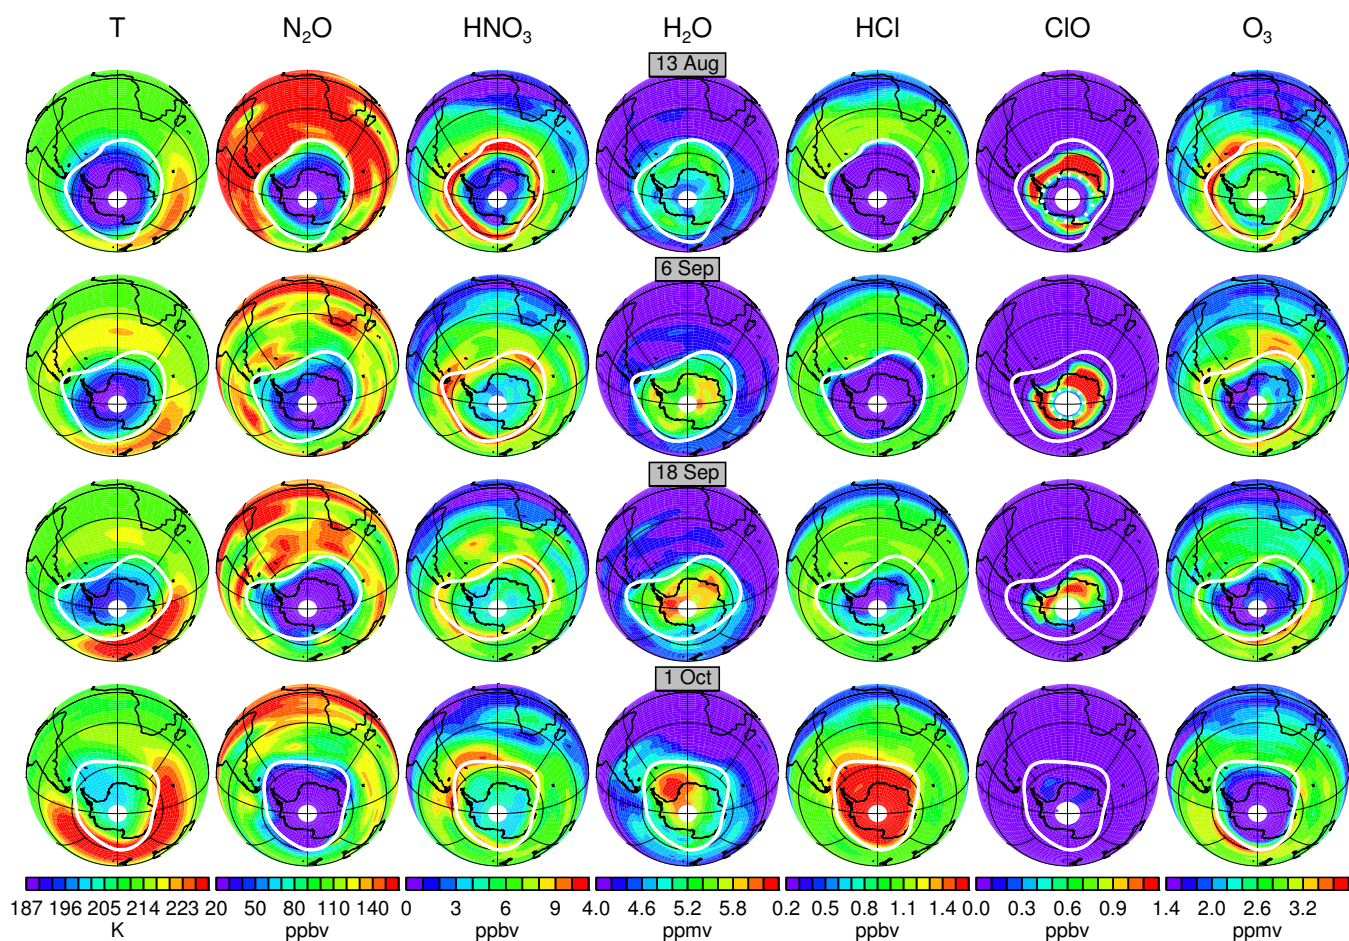 T N₂O HNO₃ H₂O HCl ClO O₃
13 Aug
6 Sep
18 Sep
1 Oct
187 196 205 214 223 20 50 80 110 140 0 3 6 9 4.0 4.6 5.2 5.8 0.2 0.5 0.8 1.1 1.4 0.0 0.3 0.6 0.9 1.4 2.0 2.6 3.2
K ppbv ppbv ppmv ppbv ppbv ppmv